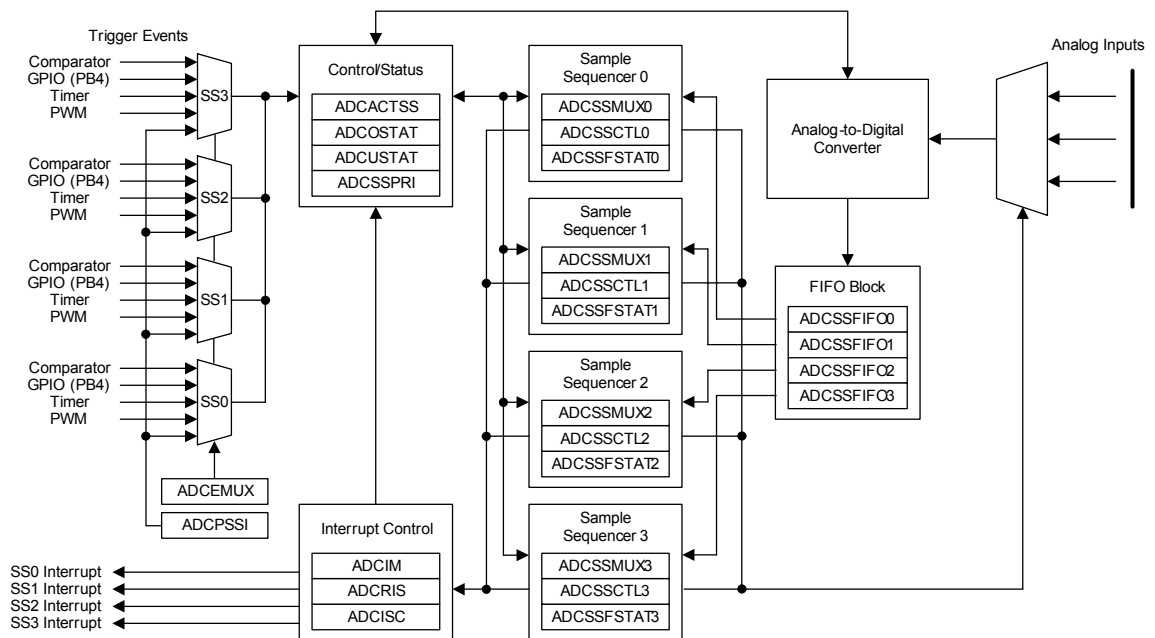 Trigger Events
Comparator
GPIO (PB4)
Timer
PWM
SS3
Comparator
GPIO (PB4)
Timer
PWM
SS2
Comparator
GPIO (PB4)
Timer
PWM
SS1
Comparator
GPIO (PB4)
Timer
PWM
SS0
ADCEMUX
ADCPSSI
Control/Status
ADCACTSS
ADCOSTAT
ADCUSTAT
ADCSSPRI
Interrupt Control
ADCIM
ADCRIS
ADCISC
SS0 Interrupt
SS1 Interrupt
SS2 Interrupt
SS3 Interrupt
Sample
Sequencer 0
ADCSSMUX0
ADCSSCTL0
ADCSSFSTAT0
Sample
Sequencer 1
ADCSSMUX1
ADCSSCTL1
ADCSSFSTAT1
Sample
Sequencer 2
ADCSSMUX2
ADCSSCTL2
ADCSSFSTAT2
Sample
Sequencer 3
ADCSSMUX3
ADCSSCTL3
ADCSSFSTAT3
Analog-to-Digital
Converter
FIFO Block
ADCSSFIFO0
ADCSSFIFO1
ADCSSFIFO2
ADCSSFIFO3
Analog Inputs